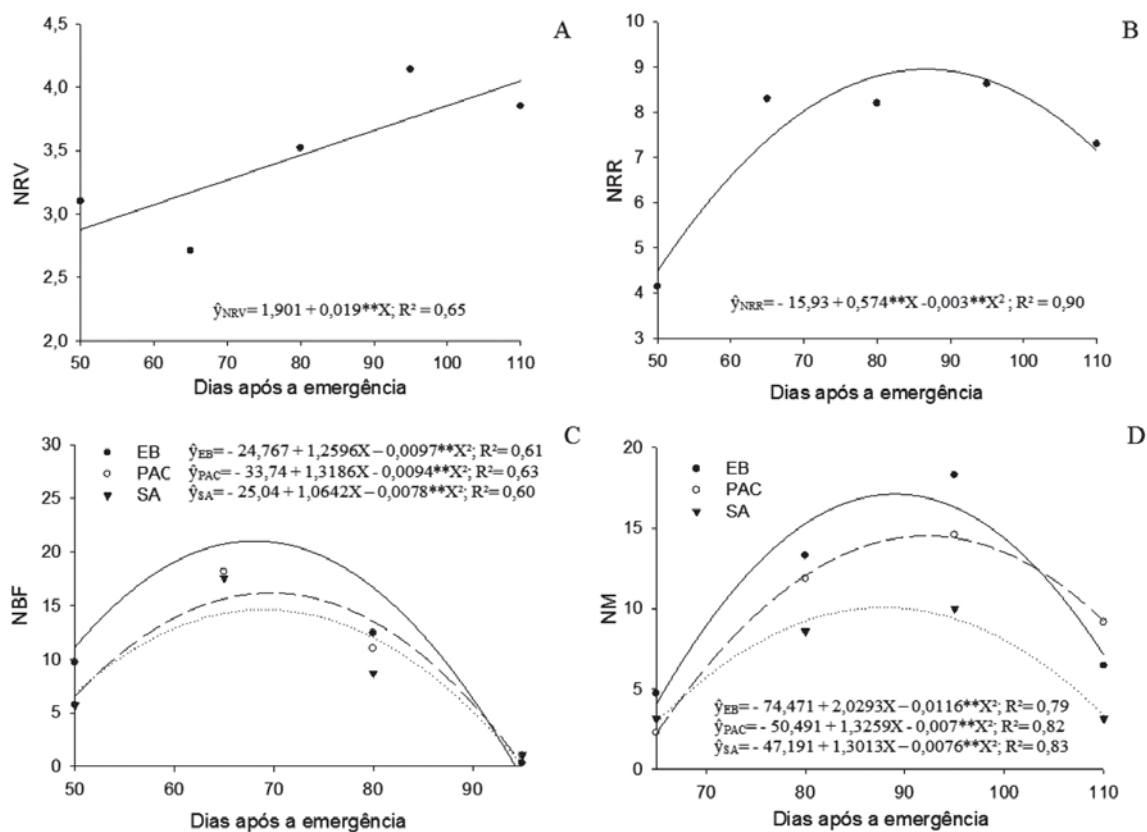 A
NRV
4,5
4,0
3,5
3,0
2,5
2,0
ŷNRV= 1,901 + 0,019**X; R² = 0,65
50 60 70 80 90 100 110
Dias após a emergência
B
NRR
10
9
8
7
6
5
4
3
ŷNRR= - 15,93 + 0,574**X -0,003**X² ; R² = 0,90
50 60 70 80 90 100 110
Dias após a emergência
C
NBF
30
25
20
15
10
5
0
EB ŷEB= - 24,767 + 1,2596X – 0,0097**X²; R²= 0,61
PAC ŷPAC= - 33,74 + 1,3186X - 0,0094**X²; R²= 0,63
SA ŷSA= - 25,04 + 1,0642X – 0,0078**X²; R²= 0,60
50 60 70 80 90
Dias após a emergência
D
NM
20
15
10
5
0
EB
PAC
SA
ŷEB= - 74,471 + 2,0293X – 0,0116**X²; R²= 0,79
ŷPAC= - 50,491 + 1,3259X - 0,007**X²; R²= 0,82
ŷSA= - 47,191 + 1,3013X – 0,0076**X²; R²= 0,83
70 80 90 100 110
Dias após a emergência